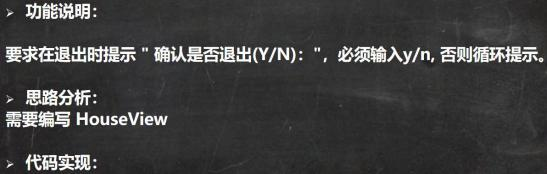 ➢ 功能说明：
要求在退出时提示 " 确认是否退出(Y/N)："，必须输入y/n, 否则循环提示。
➢ 思路分析：
需要编写 HouseView
➢ 代码实现：